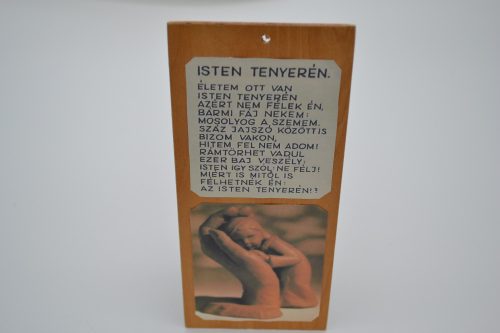 ISTEN TENYERÉN.
ÉLETEM OTT VAN
ISTEN TENYERÉN
AZÉRT NEM FÉLEK ÉN,
BÁRMI FÁJ NEKEM:
MOSOLYOG A SZEMEM.
SZÁZ JAJSZÓ KÖZÖTT IS
BIZOM VAKON,
HITEM FEL NEM ADOM!
RÁMTÖRHET VADUL
EZER BAJ VESZÉLY;
ISTEN IGY SZÓL: NE FÉLJ!
MIÉRT IS MITŐL IS
FÉLHETNÉK ÉN:
AZ ISTEN TENYERÉN!?